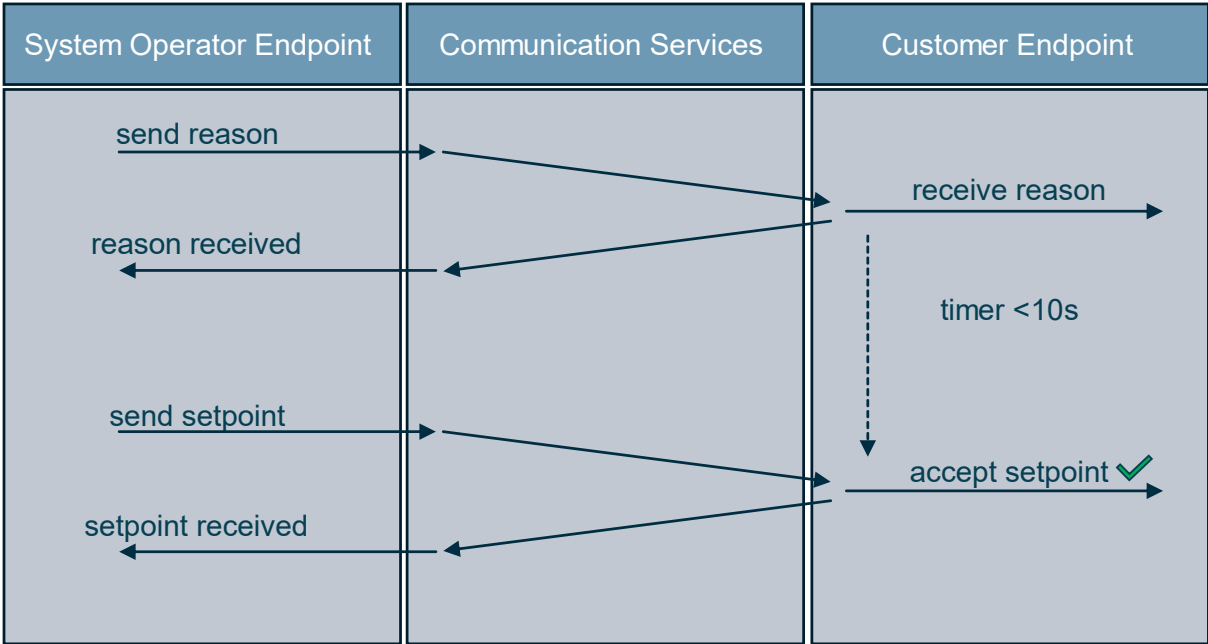 System Operator Endpoint
Communication Services
Customer Endpoint
send reason
receive reason
reason received
timer <10s
send setpoint
accept setpoint
setpoint received